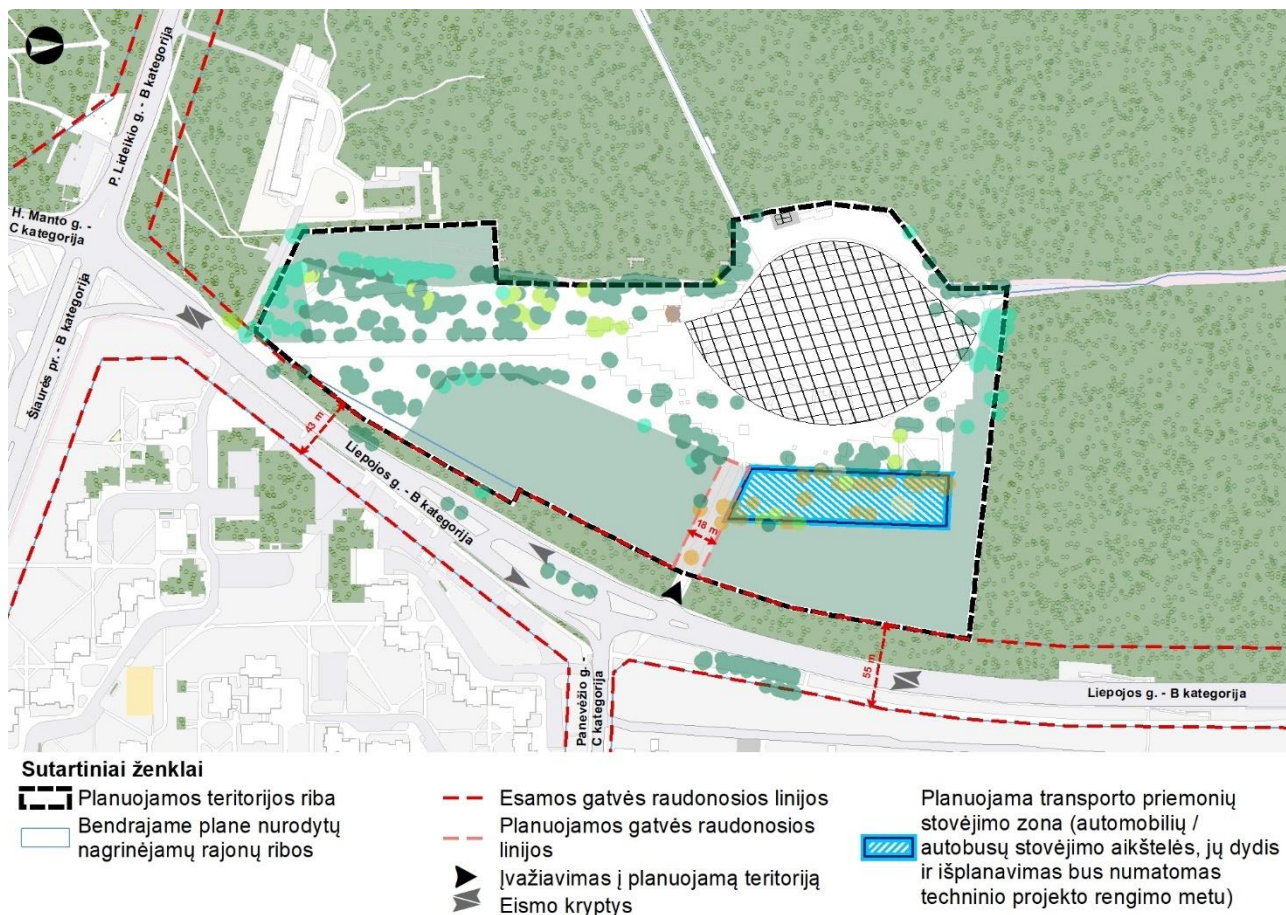 P. Lideikio g. - B kategorija
H. Manto g. -
C kategorija
Šiaurės pr. - B kategorija
43 m
Liepojos g. - B kategorija
18 m
55 m
Panevėžio g. -
C kategorija
Liepojos g. - B kategorija
Sutartiniai ženklai
Planuojamos teritorijos riba
Bendrajame plane nurodytų
nagrinėjamų rajonų ribos
Esamos gatvės raudonosios linijos
Planuojamos gatvės raudonosios
linijos
Įvažiavimas į planuojamą teritoriją
Eismo kryptys
Planuojama transporto priemonių
stovėjimo zona (automobilių /
autobusų stovėjimo aikštelės, jų dydis
ir išplanavimas bus numatomas
techninio projekto rengimo metu)